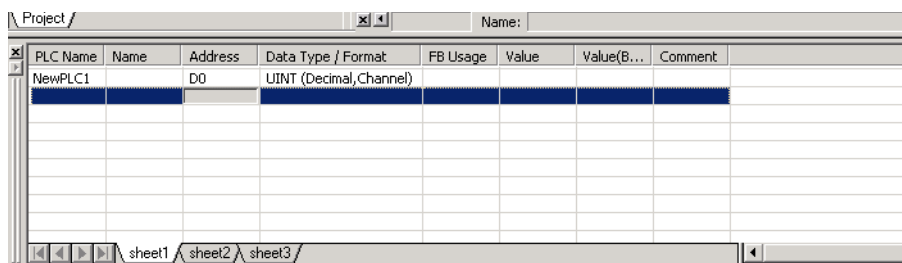 Project
Name:
PLC Name Name Address Data Type / Format FB Usage Value Value(B... Comment
NewPLC1 D0 UINT (Decimal,Channel)
sheet1 sheet2 sheet3